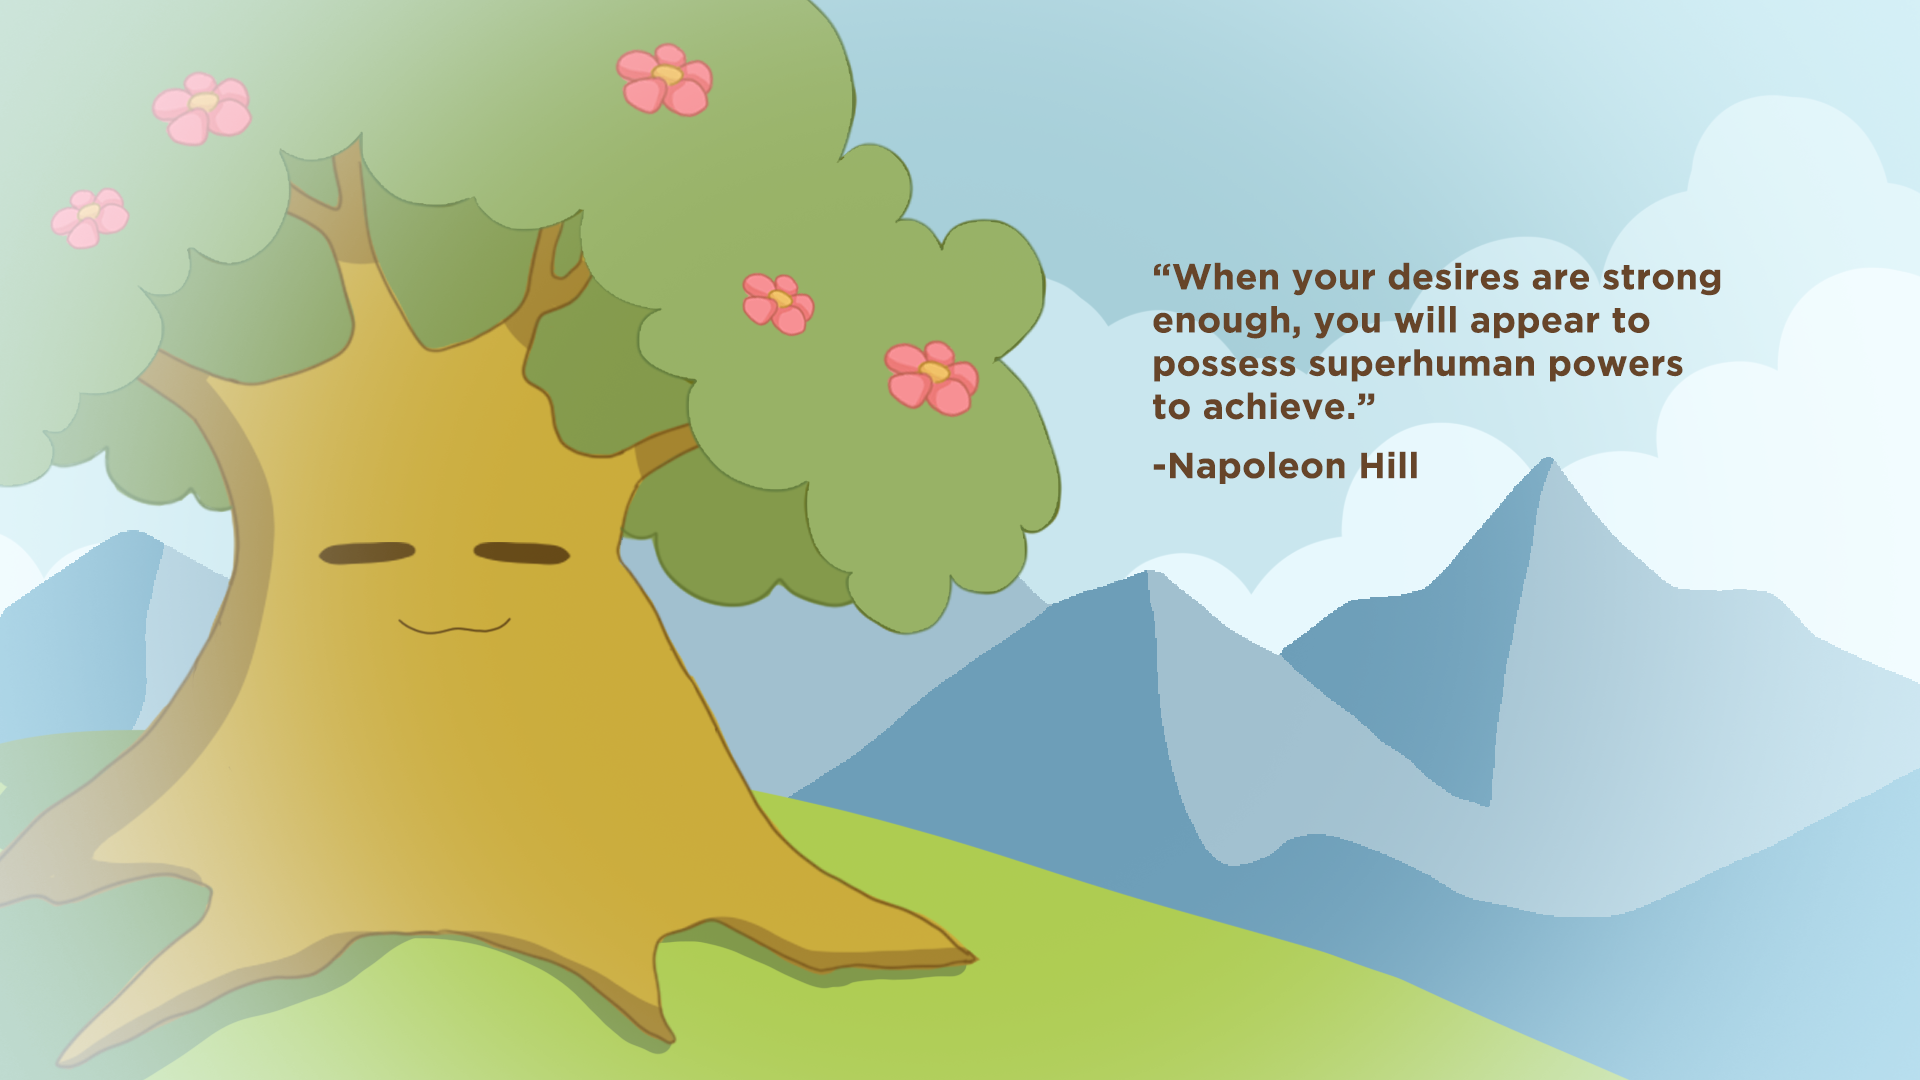 “When your desires are strong
enough, you will appear to
possess superhuman powers
to achieve.”
-Napoleon Hill